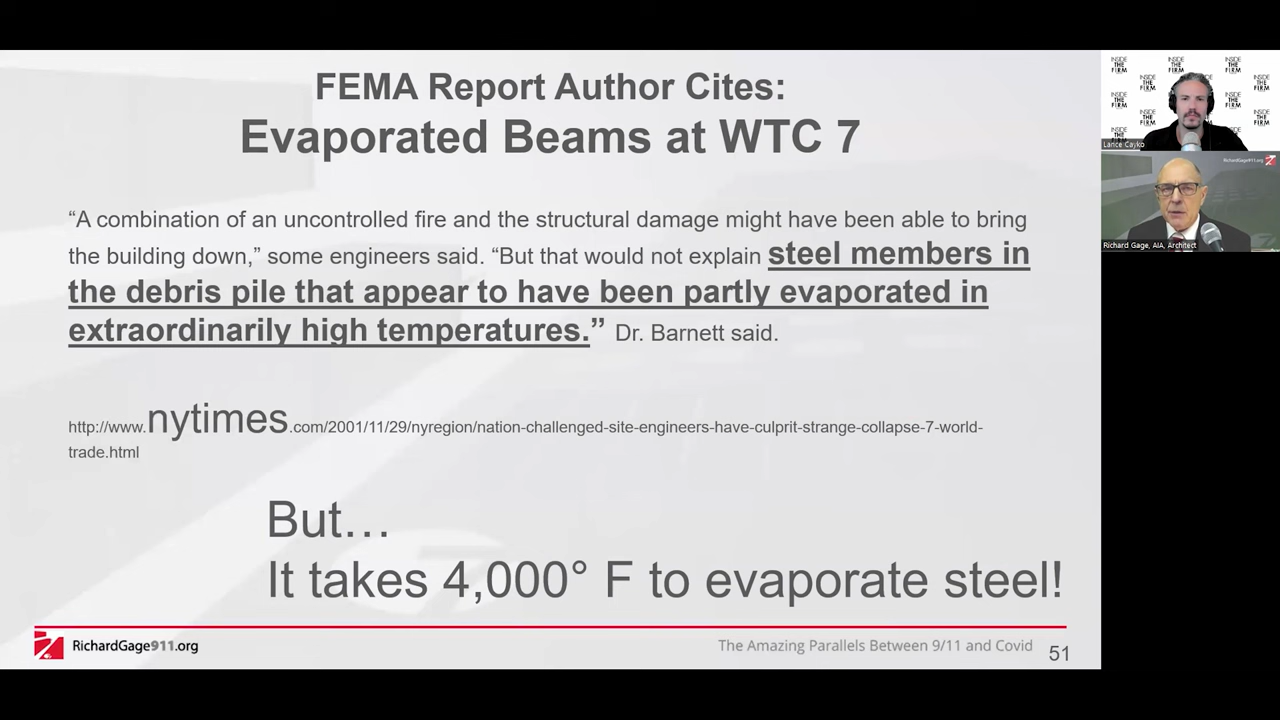 FEMA Report Author Cites:
Evaporated Beams at WTC 7
“A combination of an uncontrolled fire and the structural damage might have been able to bring
the building down,” some engineers said. “But that would not explain steel members in
the debris pile that appear to have been partly evaporated in
extraordinarily high temperatures.” Dr. Barnett said.
http://www.nytimes.com/2001/11/29/nyregion/nation-challenged-site-engineers-have-culprit-strange-collapse-7-world-
trade.html
But…
It takes 4,000° F to evaporate steel!
RichardGage911.org
The Amazing Parallels Between 9/11 and Covid
51
INSIDE THE FIRM
Lance Cayko
RichardGage911.org
Richard Gage, AIA, Architect